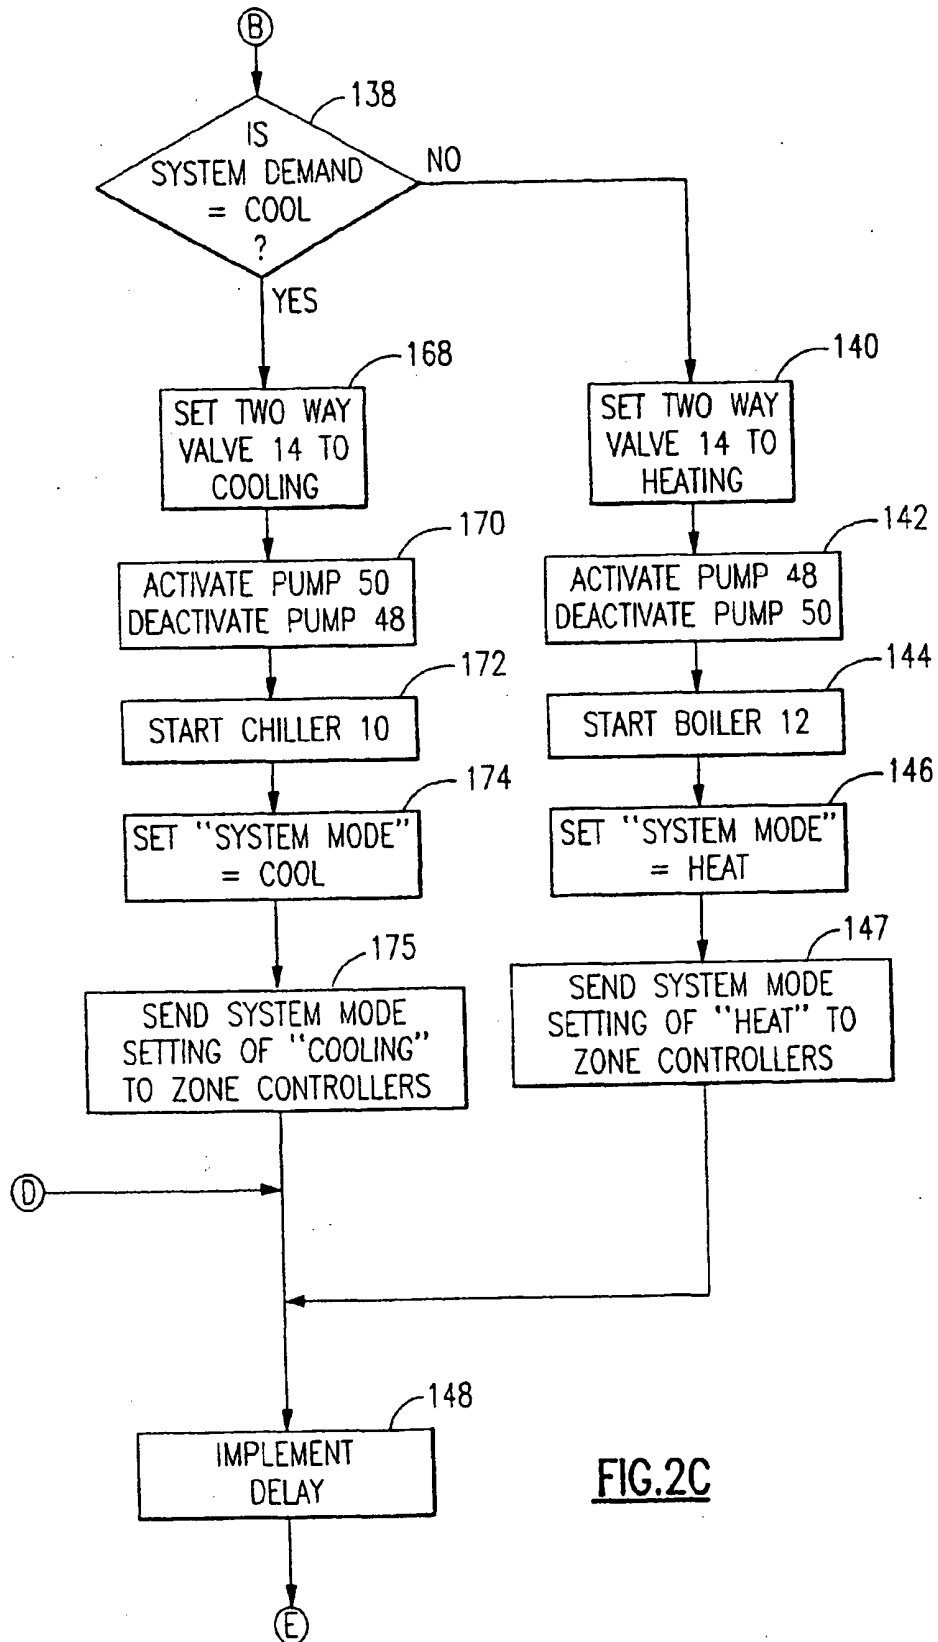 B
138
IS
SYSTEM DEMAND
= COOL
?
NO
YES
168
SET TWO WAY
VALVE 14 TO
COOLING
140
SET TWO WAY
VALVE 14 TO
HEATING
170
ACTIVATE PUMP 50
DEACTIVATE PUMP 48
142
ACTIVATE PUMP 48
DEACTIVATE PUMP 50
172
START CHILLER 10
144
START BOILER 12
174
SET "SYSTEM MODE"
= COOL
146
SET "SYSTEM MODE"
= HEAT
175
SEND SYSTEM MODE
SETTING OF "COOLING"
TO ZONE CONTROLLERS
147
SEND SYSTEM MODE
SETTING OF "HEAT" TO
ZONE CONTROLLERS
D
148
IMPLEMENT
DELAY
E
FIG.2C